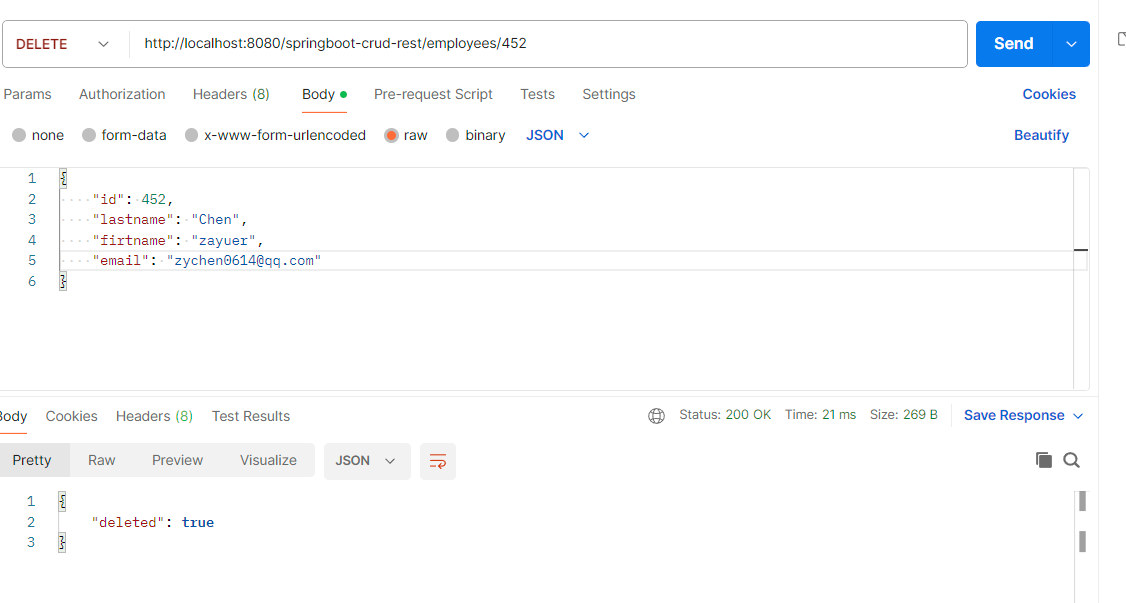 DELETE http://localhost:8080/springboot-crud-rest/employees/452 Send
Params Authorization Headers (8) Body Pre-request Script Tests Settings Cookies
none form-data x-www-form-urlencoded raw binary JSON Beautify
1 {
2 "id": 452,
3 "lastname": "Chen",
4 "firtname": "zayuer",
5 "email": "zychen0614@qq.com"
6 }
Body Cookies Headers (8) Test Results Status: 200 OK Time: 21 ms Size: 269 B Save Response
Pretty Raw Preview Visualize JSON
1 {
2 "deleted": true
3 }